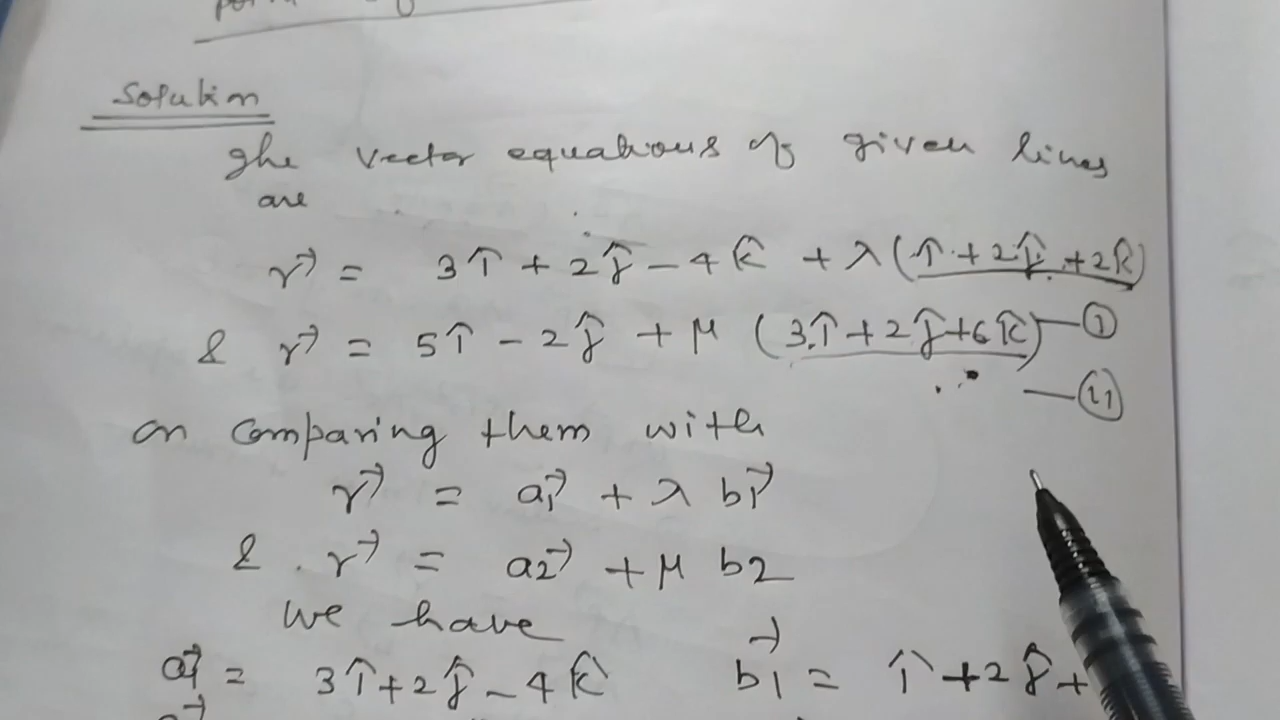 Solution
The vector equations of given lines
are
r⃗ = 3î + 2ĵ - 4k̂ + λ(î + 2ĵ + 2k̂)
& r⃗ = 5î - 2ĵ + μ (3î + 2ĵ + 6k̂) — (i)
— (ii)
on comparing them with
r⃗ = a₁⃗ + λ b₁⃗
& r⃗ = a₂⃗ + μ b2
we have
a₁⃗ = 3î + 2ĵ - 4k̂ b₁⃗ = î + 2ĵ +